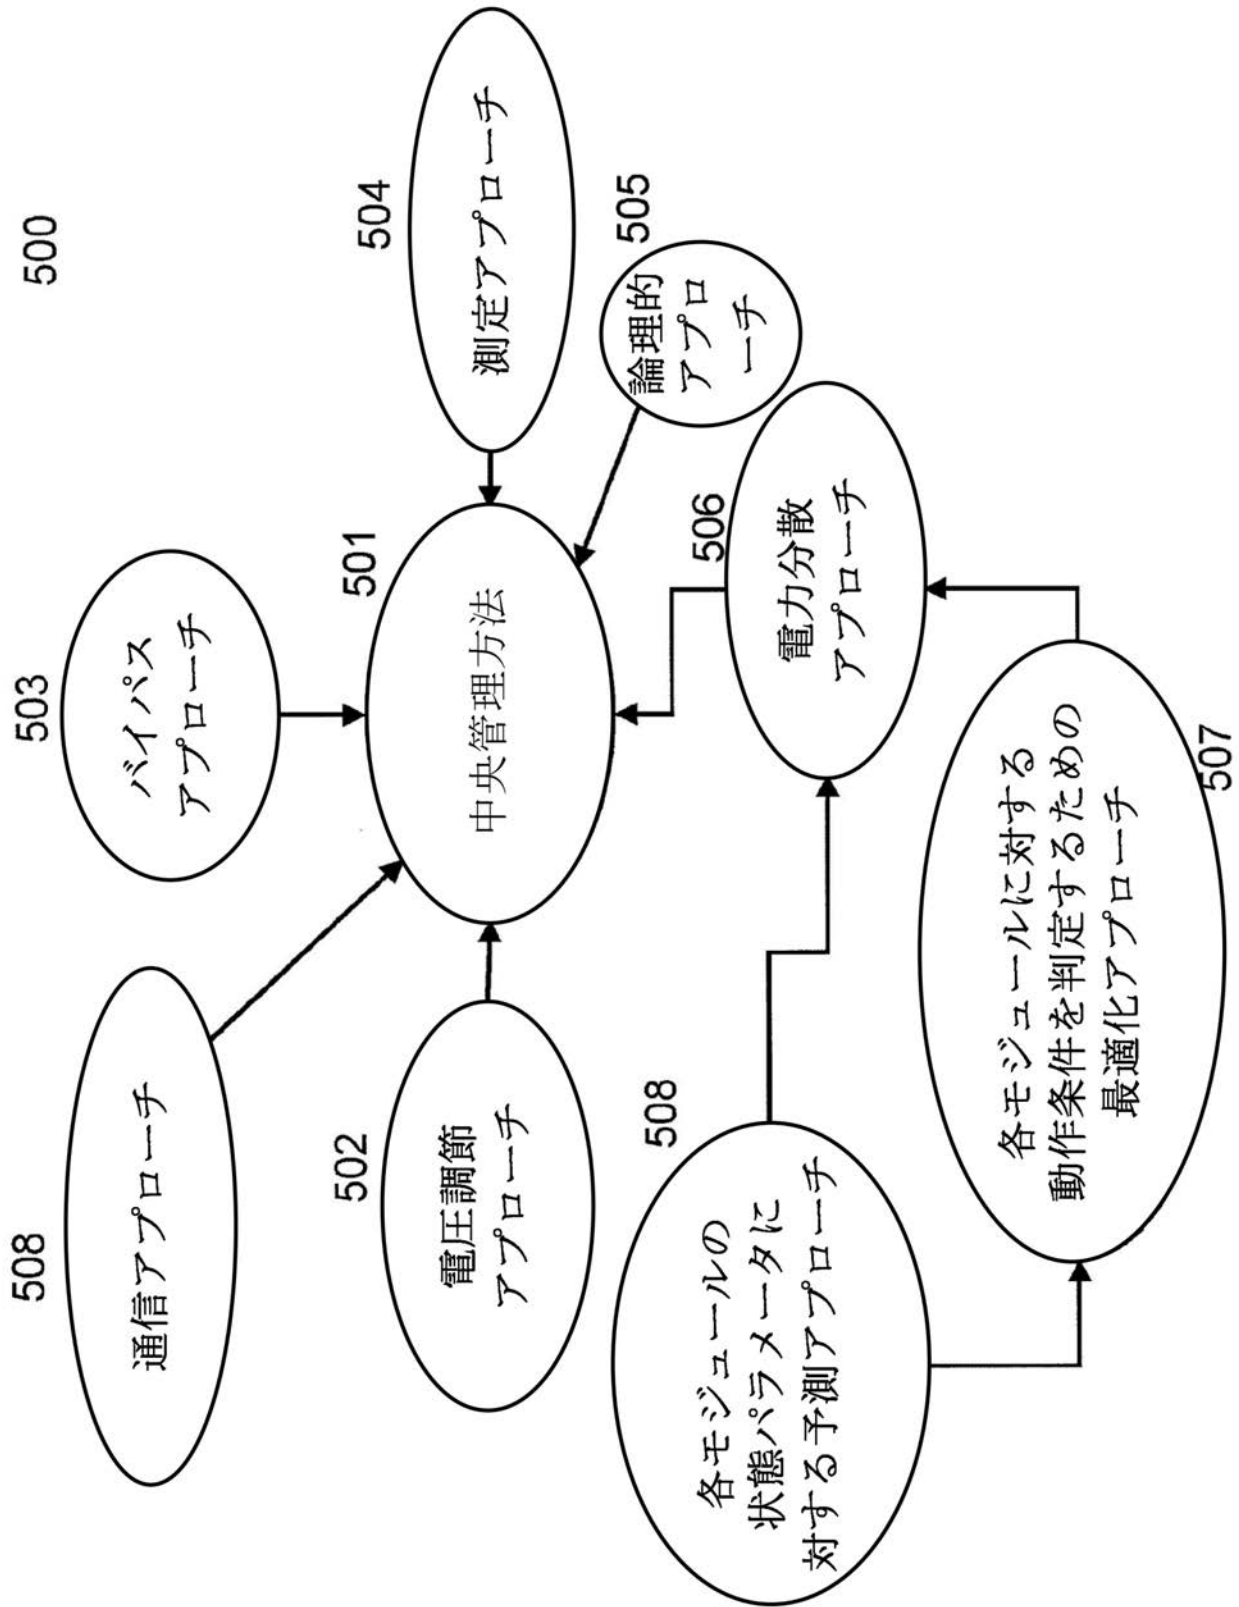 500
508
通信アプローチ
503
バイパス
アプローチ
504
測定アプローチ
502
電圧調節
アプローチ
501
中央管理方法
505
論理的
アプロ
ーチ
508
各モジュールの
状態パラメータに
対する予測アプローチ
506
電力分散
アプローチ
507
各モジュールに対する
動作条件を判定するための
最適化アプローチ